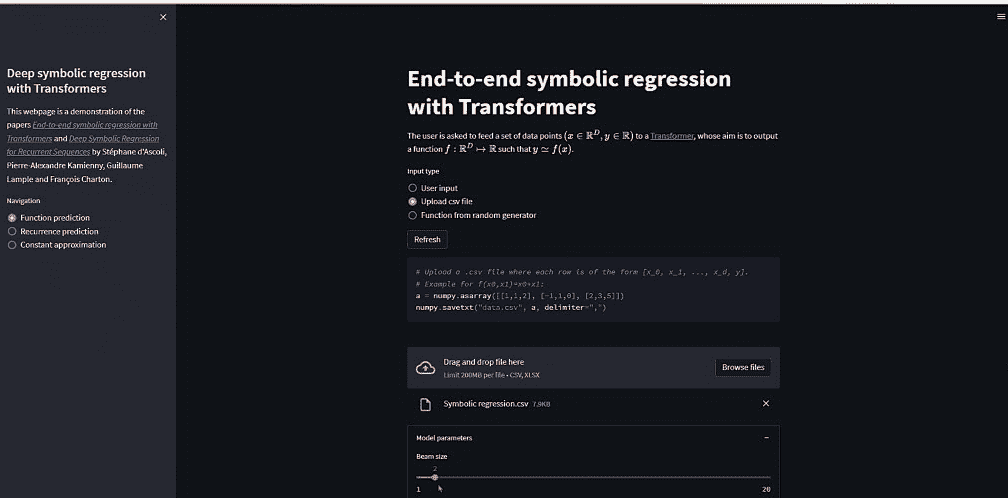 Deep symbolic regression
with Transformers
This webpage is a demonstration of the
papers End-to-end symbolic regression with
Transformers and Deep Symbolic Regression
for Recurrent Sequences by Stéphane d'Ascoli,
Pierre-Alexandre Kamienny, Guillaume
Lample and François Charton.
Navigation
Function prediction
Recurrence prediction
Constant approximation
End-to-end symbolic regression
with Transformers
The user is asked to feed a set of data points (x ∈ ℝ^D, y ∈ ℝ) to a Transformer, whose aim is to output
a function f : ℝ^D ↦ ℝ such that y ≃ f(x).
Input type
User input
Upload csv file
Function from random generator
Refresh
# Upload a .csv file where each row is of the form [x_0, x_1, ..., x_d, y].
# Example for f(x0,x1)=x0+x1:
a = numpy.asarray([[1,1,2], [-1,1,0], [2,3,5]])
numpy.savetxt("data.csv", a, delimiter=",")
Drag and drop file here
Limit 200MB per file • CSV, XLSX
Browse files
Symbolic regression.csv 7.9KB
Model parameters
Beam size
2
1 20